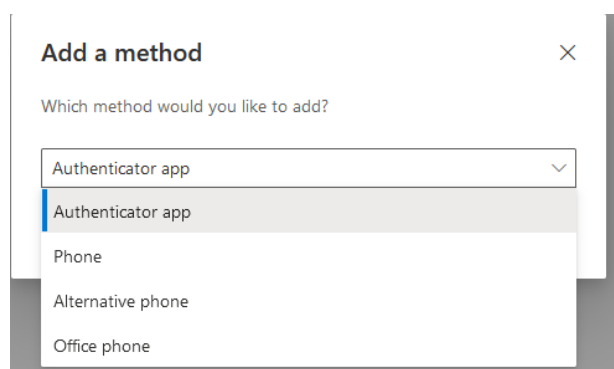 Add a method
Which method would you like to add?
Authenticator app
Authenticator app
Phone
Alternative phone
Office phone